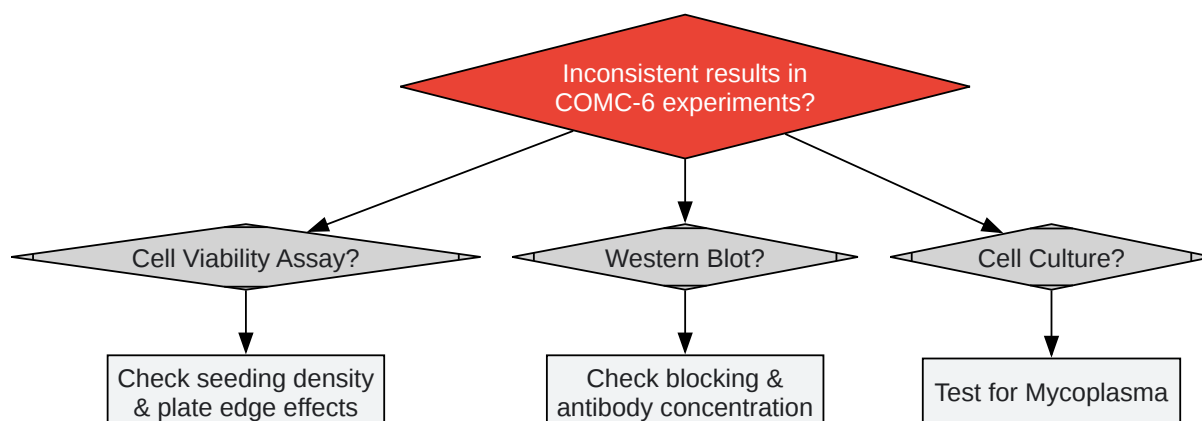 Inconsistent results in
COMC-6 experiments?
Cell Viability Assay?
Western Blot?
Cell Culture?
Check seeding density
& plate edge effects
Check blocking &
antibody concentration
Test for Mycoplasma